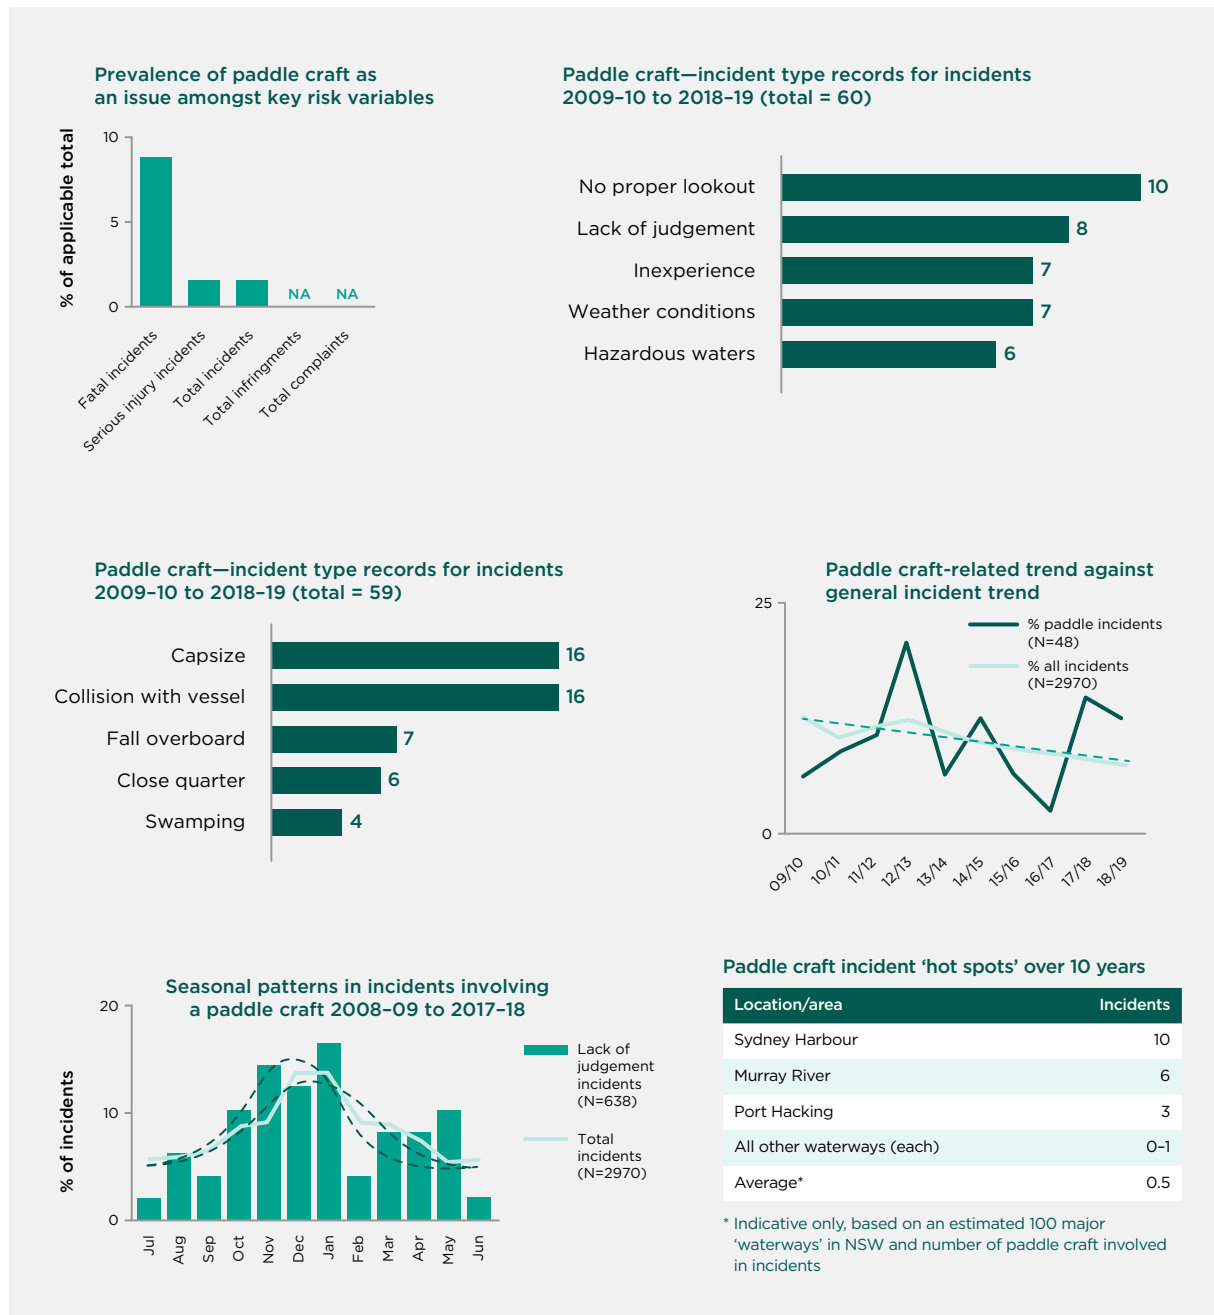 Prevalence of paddle craft as
an issue amongst key risk variables
% of applicable total
10
5
0
NA
NA
Fatal incidents
Serious injury incidents
Total incidents
Total infringments
Total complaints
Paddle craft—incident type records for incidents
2009–10 to 2018–19 (total = 60)
No proper lookout
10
Lack of judgement
8
Inexperience
7
Weather conditions
7
Hazardous waters
6
Paddle craft—incident type records for incidents
2009–10 to 2018–19 (total = 59)
Capsize
16
Collision with vessel
16
Fall overboard
7
Close quarter
6
Swamping
4
Paddle craft-related trend against
general incident trend
25
0
% paddle incidents
(N=48)
% all incidents
(N=2970)
09/10
10/11
11/12
12/13
13/14
14/15
15/16
16/17
17/18
18/19
Seasonal patterns in incidents involving
a paddle craft 2008–09 to 2017–18
% of incidents
20
10
0
Lack of
judgement
incidents
(N=638)
Total
incidents
(N=2970)
Jul
Aug
Sep
Oct
Nov
Dec
Jan
Feb
Mar
Apr
May
Jun
Paddle craft incident ‘hot spots’ over 10 years
Location/area Incidents
Sydney Harbour 10
Murray River 6
Port Hacking 3
All other waterways (each) 0–1
Average* 0.5
* Indicative only, based on an estimated 100 major
‘waterways’ in NSW and number of paddle craft involved
in incidents